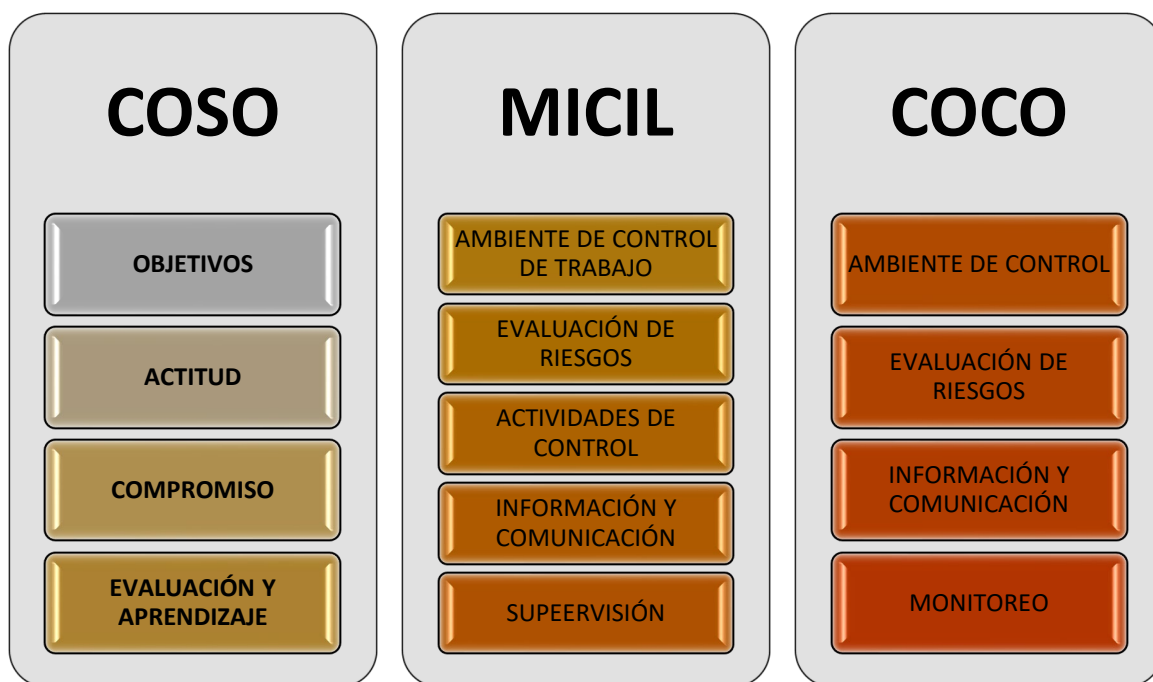 COSO
OBJETIVOS
ACTITUD
COMPROMISO
EVALUACIÓN Y
APRENDIZAJE
MICIL
AMBIENTE DE CONTROL
DE TRABAJO
EVALUACIÓN DE
RIESGOS
ACTIVIDADES DE
CONTROL
INFORMACIÓN Y
COMUNICACIÓN
SUPEERVISIÓN
COCO
AMBIENTE DE CONTROL
EVALUACIÓN DE
RIESGOS
INFORMACIÓN Y
COMUNICACIÓN
MONITOREO